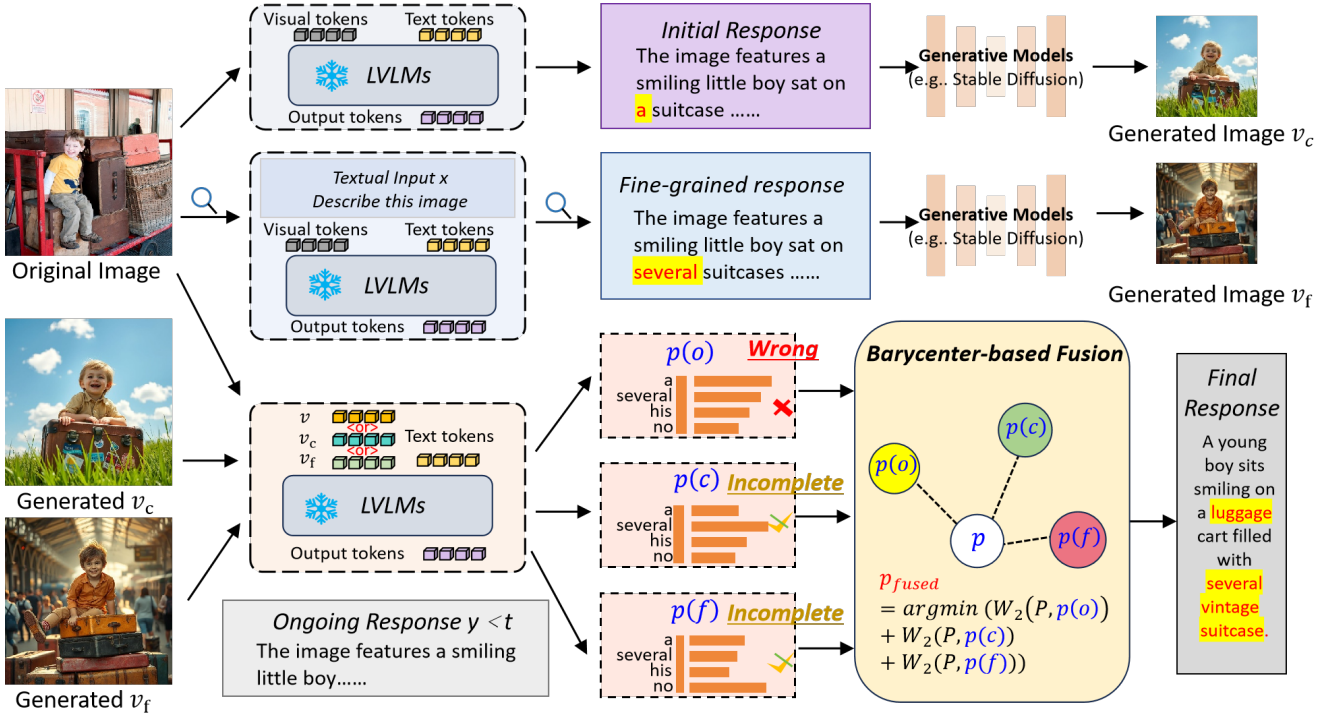 Visual tokens
Text tokens
LVLMs
Output tokens
Initial Response
The image features a
smiling little boy sat on
a suitcase ……
Generative Models
(e.g.. Stable Diffusion)
Generated Image v_c
Original Image
Textual Input x
Describe this image
Visual tokens
Text tokens
LVLMs
Output tokens
Fine-grained response
The image features a
smiling little boy sat on
several suitcases ……
Generative Models
(e.g.. Stable Diffusion)
Generated Image v_f
Generated v_c
Generated v_f
v
<or>
v_c
<or>
v_f
Text tokens
LVLMs
Output tokens
Ongoing Response y <t
The image features a smiling
little boy……
p(o)
Wrong
a
several
his
no
p(c)
Incomplete
a
several
his
no
p(f)
Incomplete
a
several
his
no
Barycenter-based Fusion
p(c)
p(o)
p
p(f)
p_fused
= argmin (W_2(P, p(o))
+ W_2(P, p(c))
+ W_2(P, p(f)))
Final
Response
A young
boy sits
smiling on
a luggage
cart filled
with
several
vintage
suitcase.